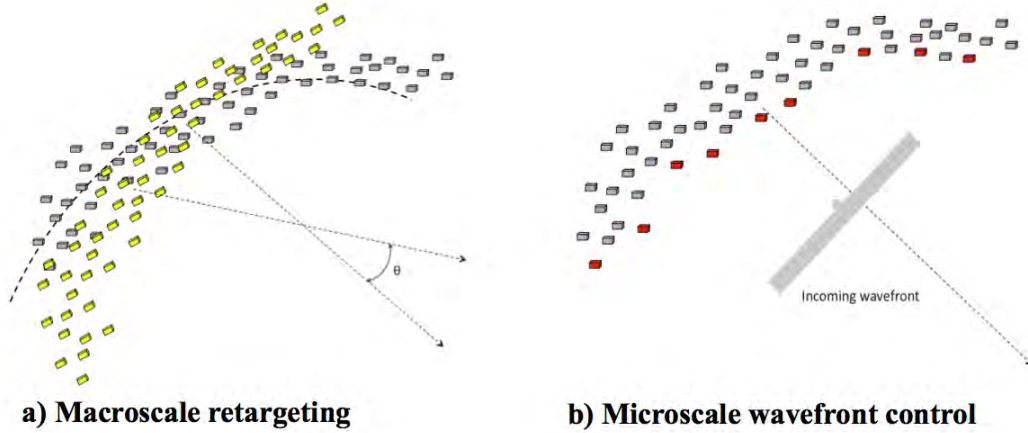 θ
Incoming wavefront
a) Macroscale retargeting
b) Microscale wavefront control